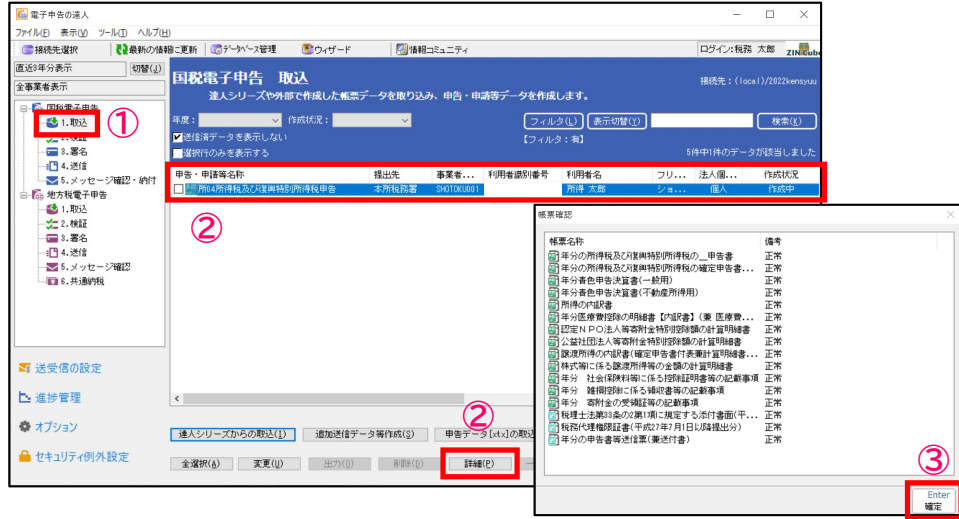 電子申告の達人
ファイル(F) 表示(V) ツール(T) ヘルプ(H)
接続先選択 最新の情報に更新 データベース管理 ウィザード 情報コミュニティ ログイン:税務 太郎 ZINCube
直近3年分表示 切替(J)
全事業者表示
国税電子申告
1.取込
①
2.検証
3.署名
4.送信
5.メッセージ確認・納付
地方税電子申告
1.取込
2.検証
3.署名
4.送信
5.メッセージ確認
6.共通納税
送受信の設定
進捗管理
オプション
セキュリティ例外設定
国税電子申告 取込 接続先:(local)/2022kensyuu
達人シリーズや外部で作成した帳票データを取り込み、申告・申請等データを作成します。
年度: 作成状況: フィルタ(L) 表示切替(Y) 検索(K)
送信済データを表示しない 【フィルタ:有】
選択行のみを表示する 5件中1件のデータが該当しました
申告・申請等名称 提出先 事業者... 利用者識別番号 利用者名 フリ... 法人個... 作成状況
所04所得税及び復興特別所得税申告 本所税務署 SHOTOKU001 所得 太郎 ショ... 個人 作成中
②
②
達人シリーズからの取込(I) 追加送信データ等作成(S) 申告データ[xtx]の取込
全選択(A) 変更(U) 出力(O) 削除(D) 詳細(P)
帳票確認
帳票名称 備考
年分の所得税及び復興特別所得税の__申告書 正常
年分の所得税及び復興特別所得税の確定申告書... 正常
年分青色申告決算書(一般用) 正常
年分青色申告決算書(不動産所得用) 正常
所得の内訳書 正常
年分医療費控除の明細書【内訳書】(兼 医療費... 正常
認定NPO法人等寄附金特別控除額の計算明細書 正常
公益社団法人等寄附金特別控除額の計算明細書 正常
譲渡所得の内訳書(確定申告書付表兼計算明細書... 正常
株式等に係る譲渡所得等の金額の計算明細書 正常
年分 社会保険料等に係る控除証明書等の記載事項 正常
年分 雑損控除に係る領収書等の記載事項 正常
年分 寄附金の受領証等の記載事項 正常
税理士法第33条の2第1項に規定する添付書面(平... 正常
税務代理権限証書(平成27年7月1日以降提出分) 正常
年分の申告書等送信票(兼送付書) 正常
③
Enter
確定